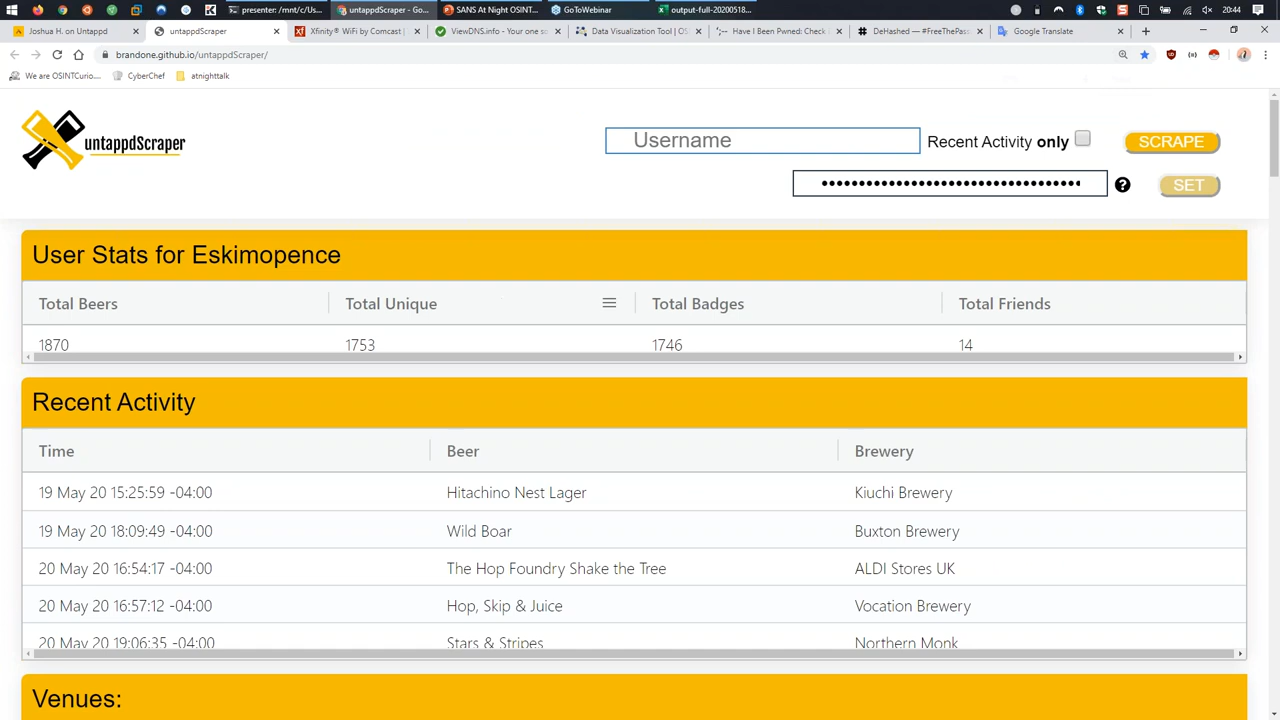 presenter: /mnt/c/Us...
untappdScraper - Go...
SANS At Night OSINT...
GoToWebinar
output-full-20200518...
20:44
Joshua H. on Untappd
untappdScraper
Xfinity® WiFi by Comcast
ViewDNS.info - Your one s
Data Visualization Tool | OS
Have I Been Pwned: Check
DeHashed — #FreeThePass
Google Translate
brandone.github.io/untappdScraper/
We are OSINTCurio...
CyberChef
atnighttalk
untappdScraper
Username
Recent Activity only
SCRAPE
SET
User Stats for Eskimopence
Total Beers Total Unique Total Badges Total Friends
1870 1753 1746 14
Recent Activity
Time Beer Brewery
19 May 20 15:25:59 -04:00 Hitachino Nest Lager Kiuchi Brewery
19 May 20 18:09:49 -04:00 Wild Boar Buxton Brewery
20 May 20 16:54:17 -04:00 The Hop Foundry Shake the Tree ALDI Stores UK
20 May 20 16:57:12 -04:00 Hop, Skip & Juice Vocation Brewery
20 May 20 19:06:35 -04:00 Stars & Stripes Northern Monk
Venues: